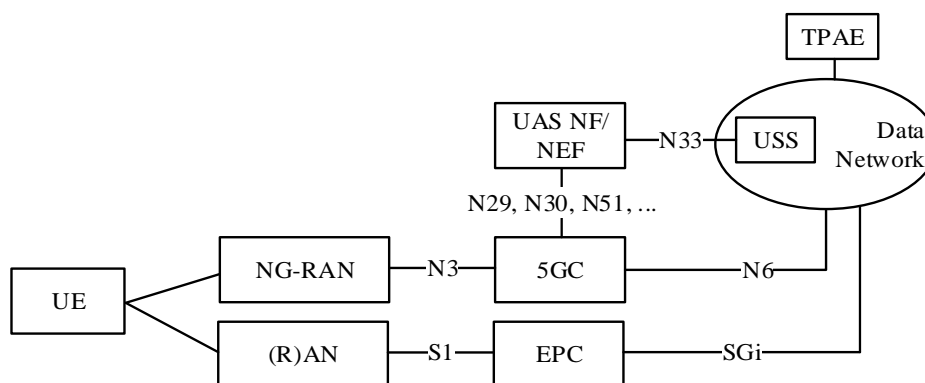 TPAE
UAS NF/
NEF
N33
USS
Data
Network
N29, N30, N51, ...
NG-RAN
N3
5GC
N6
UE
(R)AN
S1
EPC
SGi